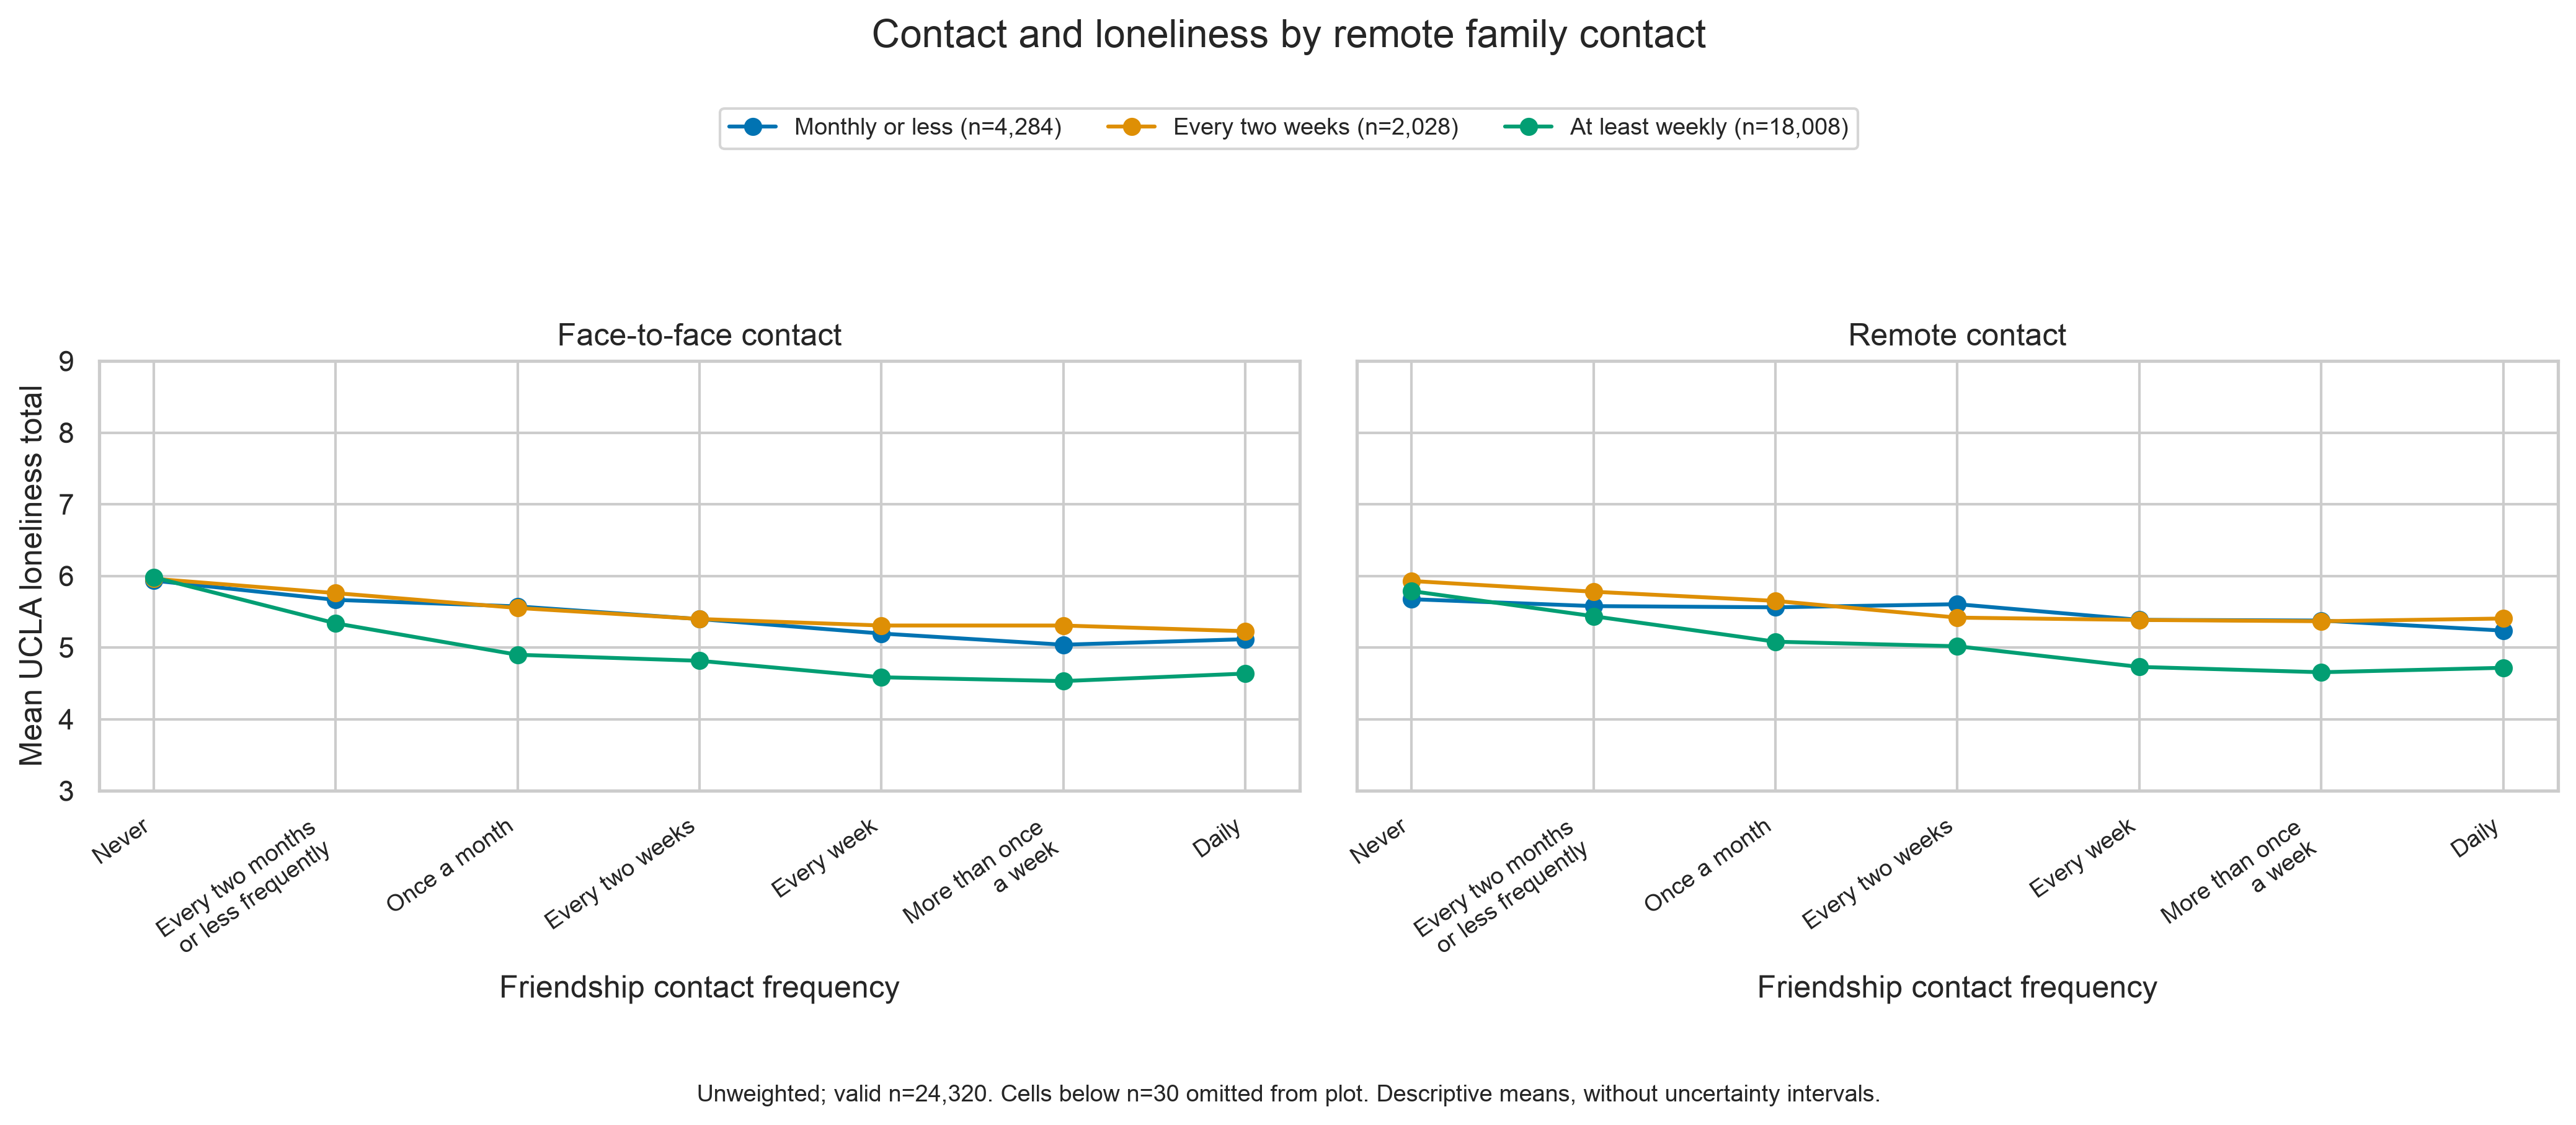 Contact and loneliness by remote family contact
Monthly or less (n=4,284)
Every two weeks (n=2,028)
At least weekly (n=18,008)
Face-to-face contact
Remote contact
Mean UCLA loneliness total
9
8
7
6
5
4
3
Never
Every two months
or less frequently
Once a month
Every two weeks
Every week
More than once
a week
Daily
Never
Every two months
or less frequently
Once a month
Every two weeks
Every week
More than once
a week
Daily
Friendship contact frequency
Friendship contact frequency
Unweighted; valid n=24,320. Cells below n=30 omitted from plot. Descriptive means, without uncertainty intervals.